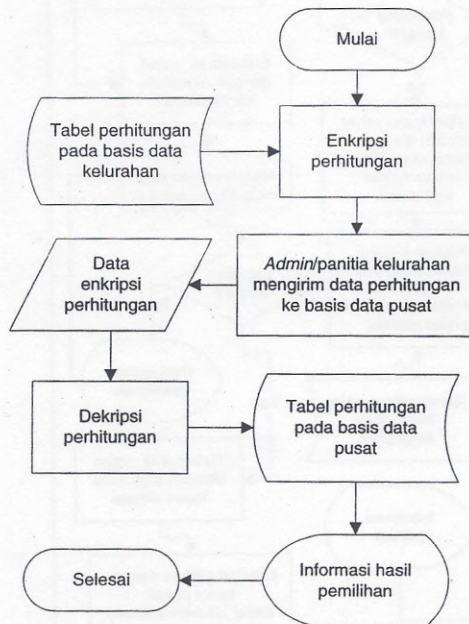 Mulai
Tabel perhitungan
pada basis data
kelurahan
Enkripsi
perhitungan
Data
enkripsi
perhitungan
Admin/panitia kelurahan
mengirim data perhitungan
ke basis data pusat
Dekripsi
perhitungan
Tabel perhitungan
pada basis data
pusat
Selesai
Informasi hasil
pemilihan